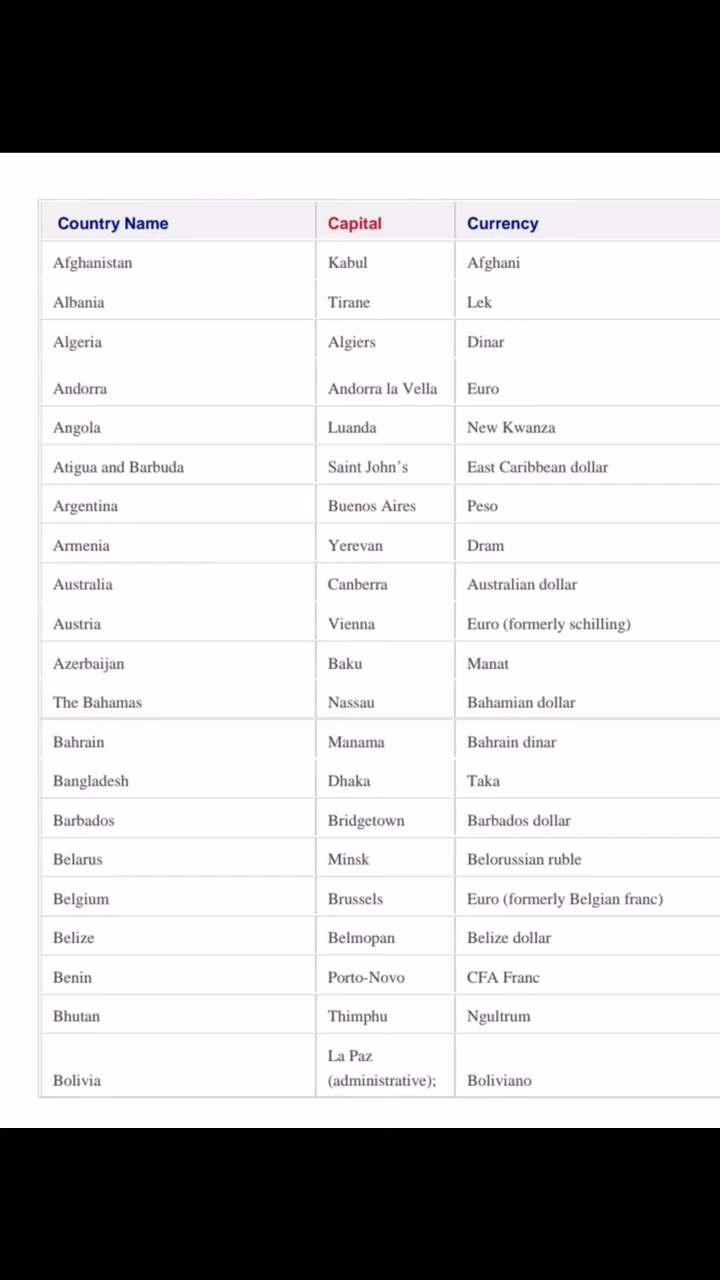 Country Name Capital Currency
Afghanistan Kabul Afghani
Albania Tirane Lek
Algeria Algiers Dinar
Andorra Andorra la Vella Euro
Angola Luanda New Kwanza
Atigua and Barbuda Saint John’s East Caribbean dollar
Argentina Buenos Aires Peso
Armenia Yerevan Dram
Australia Canberra Australian dollar
Austria Vienna Euro (formerly schilling)
Azerbaijan Baku Manat
The Bahamas Nassau Bahamian dollar
Bahrain Manama Bahrain dinar
Bangladesh Dhaka Taka
Barbados Bridgetown Barbados dollar
Belarus Minsk Belorussian ruble
Belgium Brussels Euro (formerly Belgian franc)
Belize Belmopan Belize dollar
Benin Porto-Novo CFA Franc
Bhutan Thimphu Ngultrum
La Paz
Bolivia (administrative); Boliviano